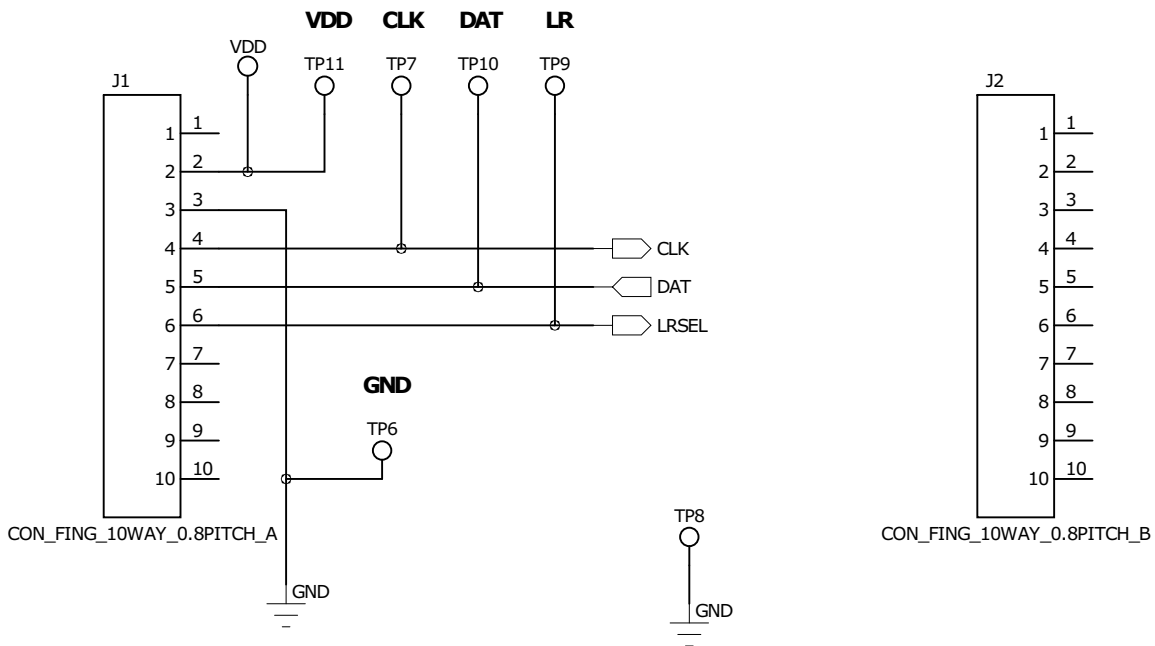 VDD CLK DAT LR
VDD
TP11 TP7 TP10 TP9
J1
1 1
2 2
3 3
4 4
5 5
6 6
7 7
8 8
9 9
10 10
CON_FING_10WAY_0.8PITCH_A
CLK
DAT
LRSEL
GND
TP6
GND
TP8
GND
J2
1 1
2 2
3 3
4 4
5 5
6 6
7 7
8 8
9 9
10 10
CON_FING_10WAY_0.8PITCH_B